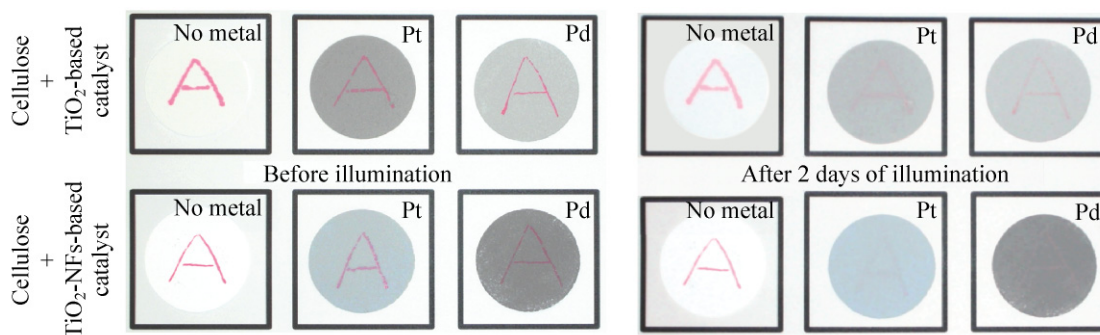 Cellulose
+
TiO₂-based
catalyst
No metal
A
Pt
A
Pd
A
No metal
A
Pt
A
Pd
A
Before illumination
After 2 days of illumination
Cellulose
+
TiO₂-NFs-based
catalyst
No metal
A
Pt
A
Pd
A
No metal
A
Pt
Pd